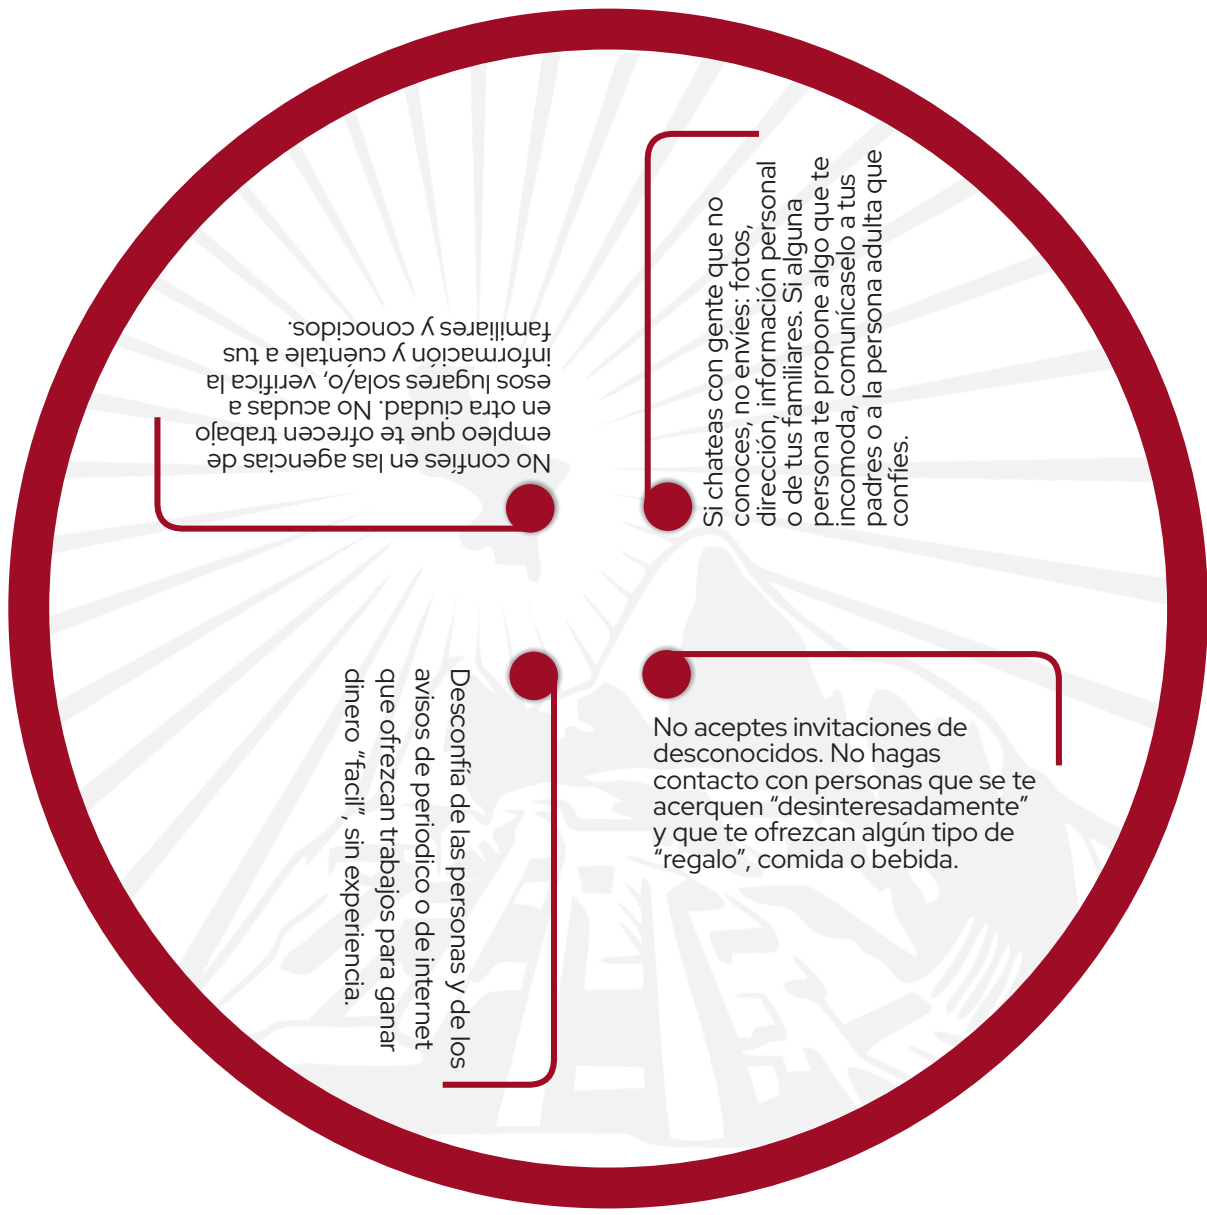 No confíes en las agencias de
empleo que te ofrecen trabajo
en otra ciudad. No acudas a
esos lugares sola/o, verifica la
información y cuéntale a tus
familiares y conocidos.
Si chateas con gente que no
conoces, no envíes: fotos,
dirección, información personal
o de tus familiares. Si alguna
persona te propone algo que te
incomoda, comunícaselo a tus
padres o a la persona adulta que
confíes.
Desconfía de las personas y de los
avisos de periodico o de internet
que ofrezcan trabajos para ganar
dinero “facil”, sin experiencia.
No aceptes invitaciones de
desconocidos. No hagas
contacto con personas que se te
acerquen “desinteresadamente”
y que te ofrezcan algún tipo de
“regalo”, comida o bebida.